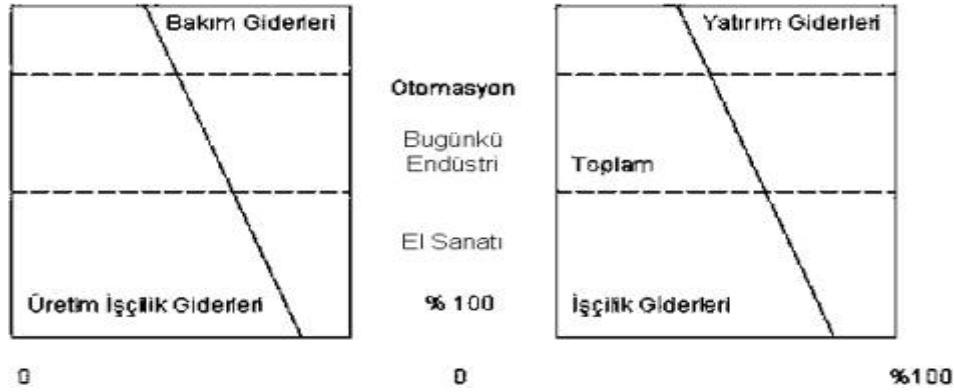 Bakım Giderleri
Üretim İşçilik Giderleri
Otomasyon
Bugünkü
Endüstri
El Sanatı
% 100
Yatırım Giderleri
Toplam
İşçilik Giderleri
0
0
%100